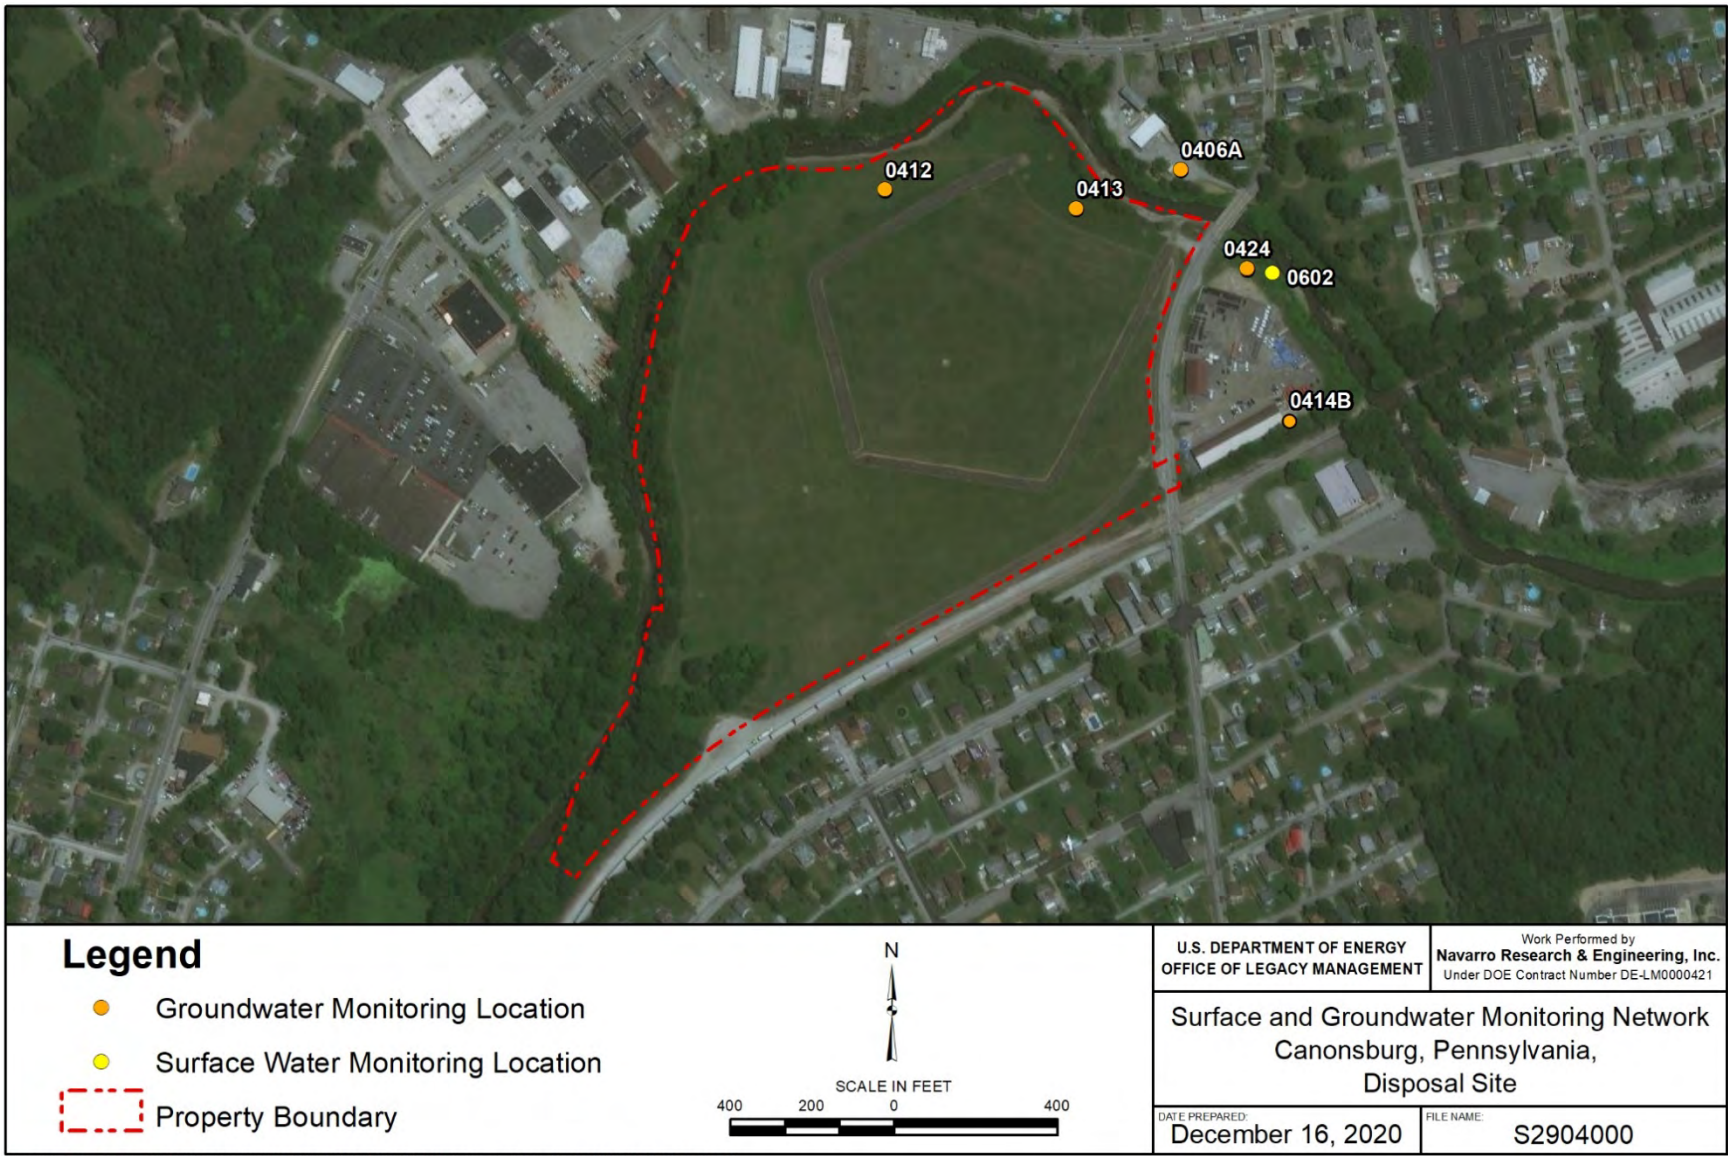 0412
0406A
0413
0424
0602
0414B
Legend
Groundwater Monitoring Location
Surface Water Monitoring Location
Property Boundary
N
SCALE IN FEET
400 200 0 400
U.S. DEPARTMENT OF ENERGY
OFFICE OF LEGACY MANAGEMENT
Work Performed by
Navarro Research & Engineering, Inc.
Under DOE Contract Number DE-LM0000421
Surface and Groundwater Monitoring Network
Canonsburg, Pennsylvania,
Disposal Site
DATE PREPARED:
December 16, 2020
FILE NAME:
S2904000